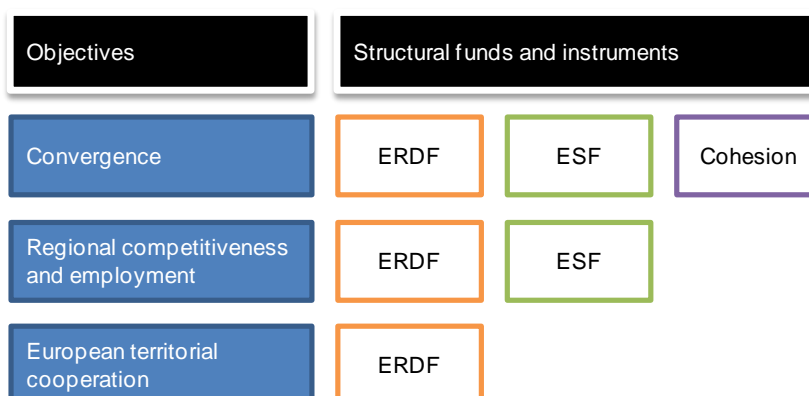 Objectives
Structural funds and instruments
Convergence
ERDF
ESF
Cohesion
Regional competitiveness
and employment
ERDF
ESF
European territorial
cooperation
ERDF